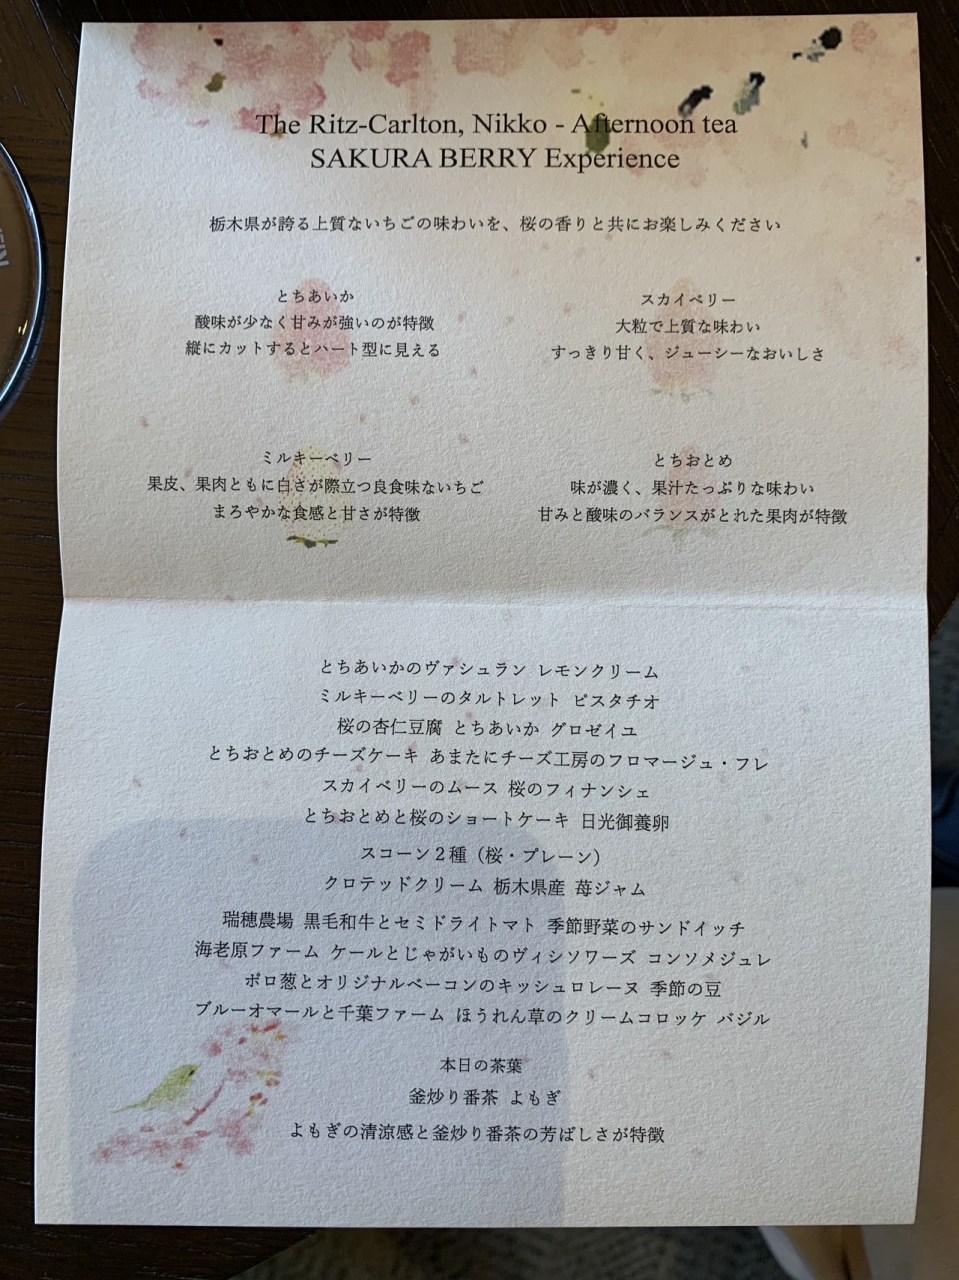 The Ritz-Carlton, Nikko - Afternoon tea
SAKURA BERRY Experience
栃木県が誇る上質ないちごの味わいを、桜の香りと共にお楽しみください
とちあいか
酸味が少なく甘みが強いのが特徴
縦にカットするとハート型に見える
スカイベリー
大粒で上質な味わい
すっきり甘く、ジューシーなおいしさ
ミルキーベリー
果皮、果肉ともに白さが際立つ良食味ないちご
まろやかな食感と甘さが特徴
とちおとめ
味が濃く、果汁たっぷりな味わい
甘みと酸味のバランスがとれた果肉が特徴
とちあいかのヴァシュラン レモンクリーム
ミルキーベリーのタルトレット ピスタチオ
桜の杏仁豆腐 とちあいか グロゼイユ
とちおとめのチーズケーキ あまたにチーズ工房のフロマージュ・フレ
スカイベリーのムース 桜のフィナンシェ
とちおとめと桜のショートケーキ 日光御養卵
スコーン２種（桜・プレーン）
クロテッドクリーム 栃木県産 苺ジャム
瑞穂農場 黒毛和牛とセミドライトマト 季節野菜のサンドイッチ
海老原ファーム ケールとじゃがいものヴィシソワーズ コンソメジュレ
ポロ葱とオリジナルベーコンのキッシュロレーヌ 季節の豆
ブルーオマールと千葉ファーム ほうれん草のクリームコロッケ バジル
本日の茶葉
釜炒り番茶 よもぎ
よもぎの清涼感と釜炒り番茶の芳ばしさが特徴